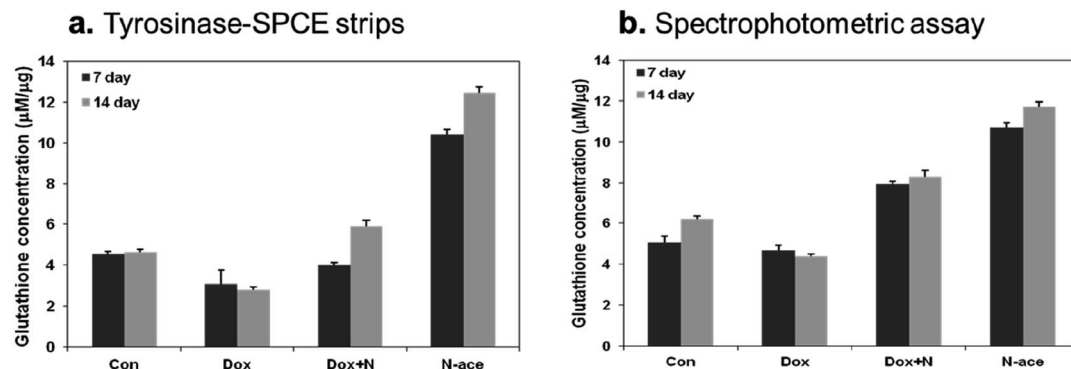 a. Tyrosinase-SPCE strips
Glutathione concentration (µM/µg)
14
12
10
8
6
4
2
0
7 day
14 day
Con Dox Dox+N N-ace
b. Spectrophotometric assay
Glutathione concentration (µM/µg)
14
12
10
8
6
4
2
0
7 day
14 day
Con Dox Dox+N N-ace